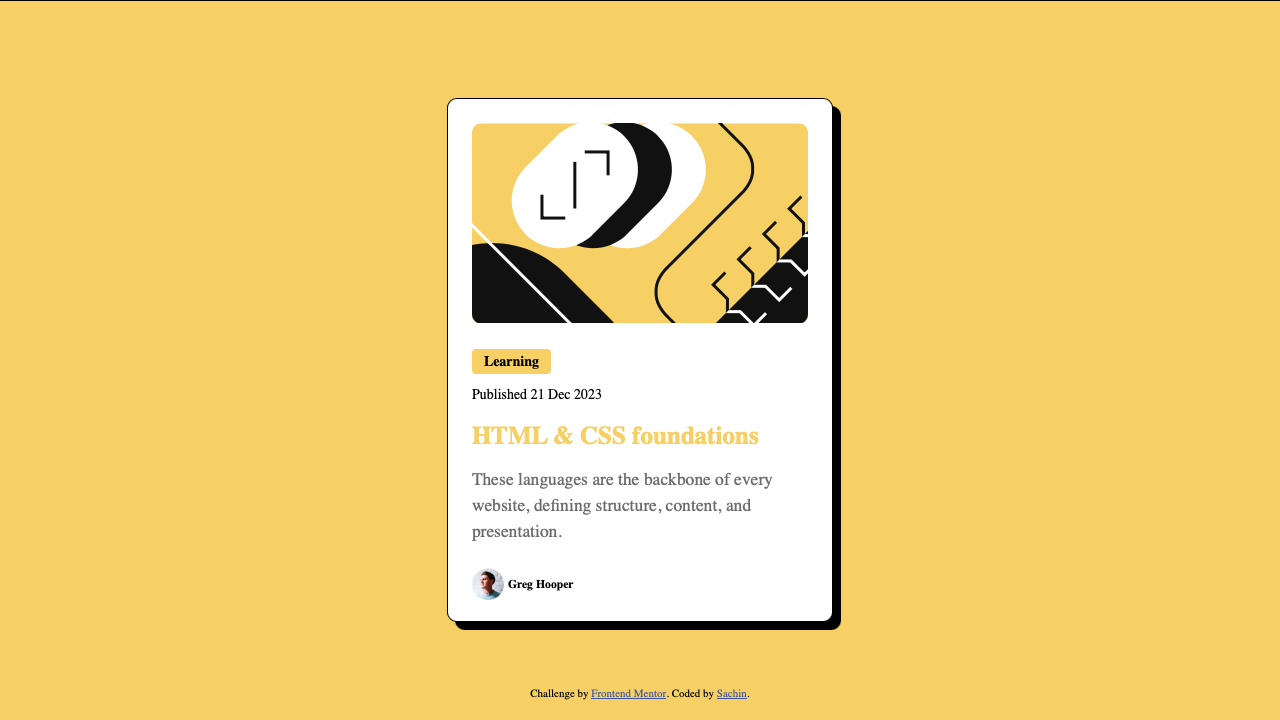 Learning
Published 21 Dec 2023
HTML & CSS foundations
These languages are the backbone of every
website, defining structure, content, and
presentation.
Greg Hooper
Challenge by Frontend Mentor. Coded by Sachin.